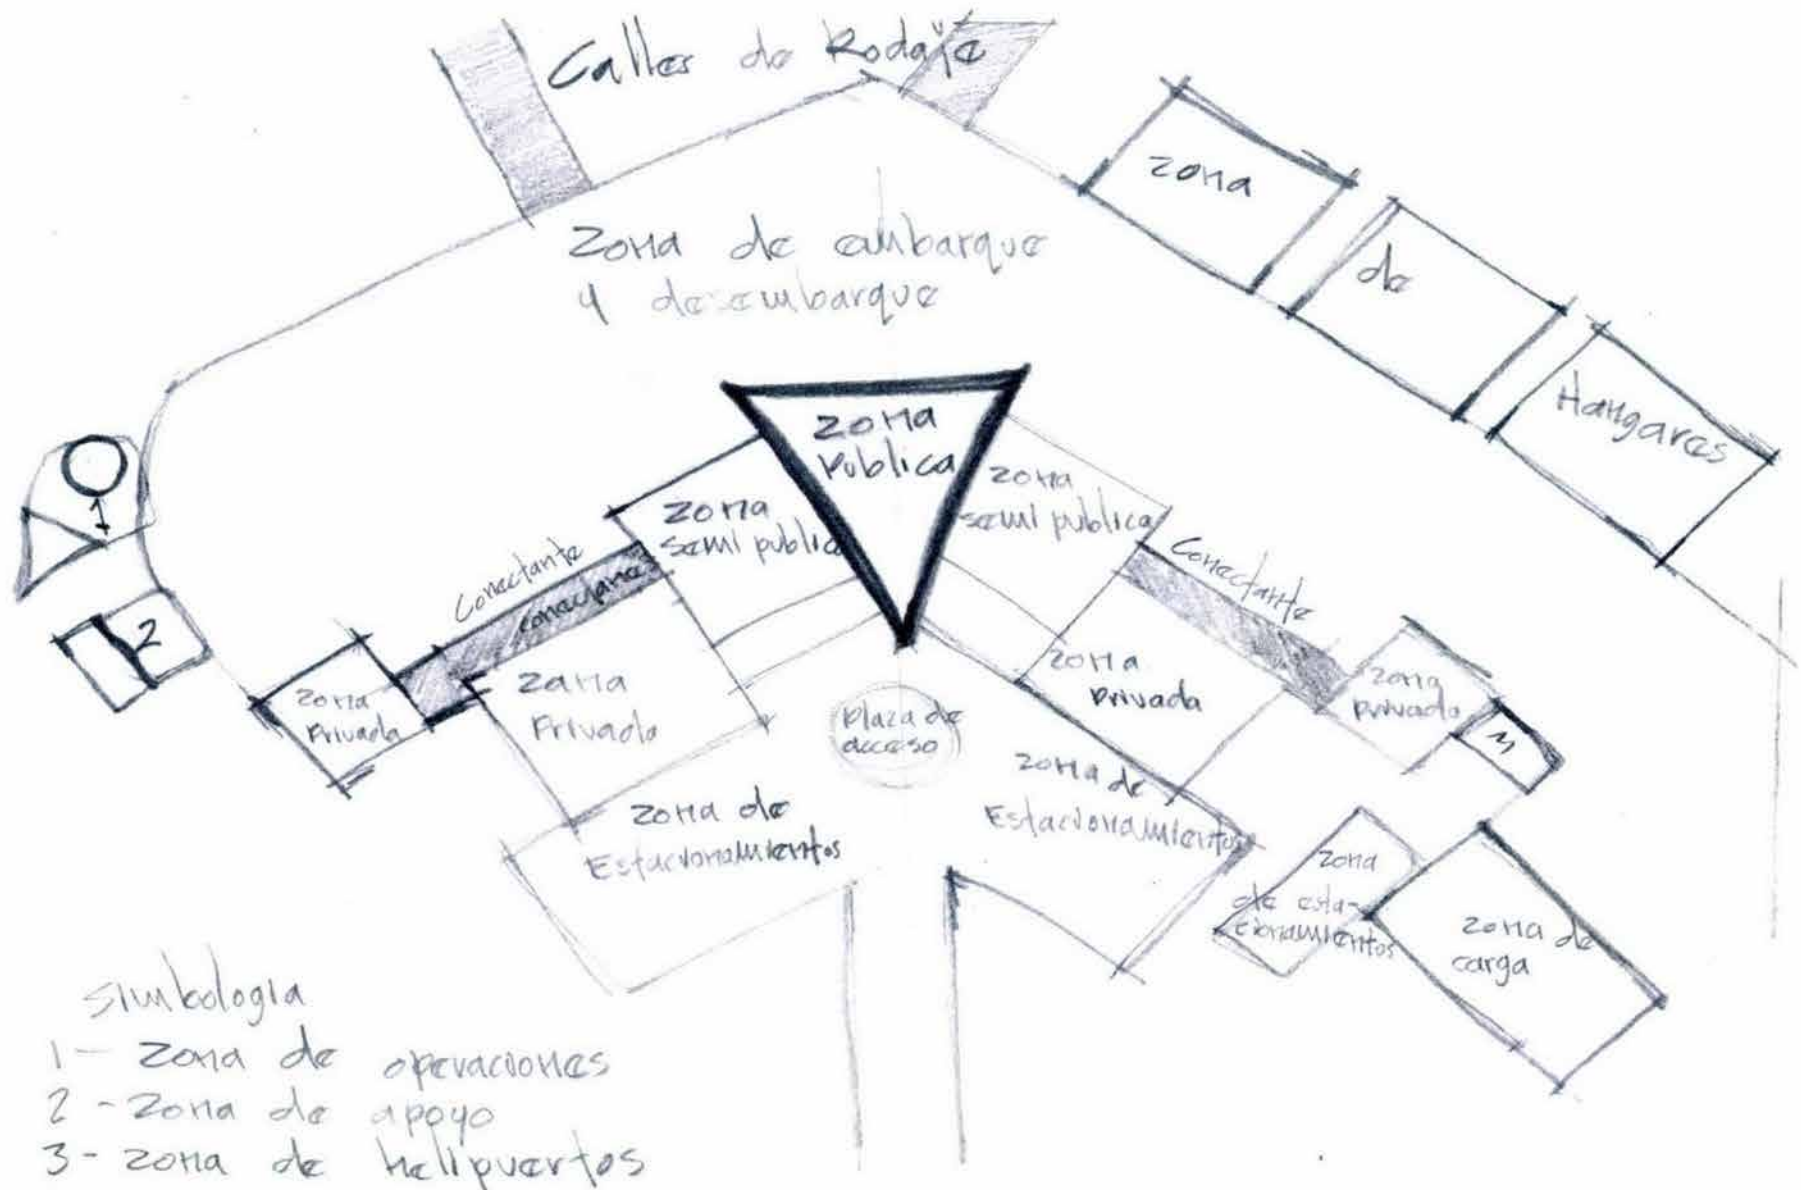 Calles de Rodaje
zona
de
Hangares
Zona de embarque
y desembarque
zona
Publica
zona
semi publica
zona
semi publica
1
2
Conectante
Conectante
Conectante
zona
Privada
zona
Privada
zona
Privada
zona
Privada
3
Plaza de
acceso
zona de
Estacionamientos
zona de
Estacionamientos
zona
de esta-
cionamientos
zona de
carga
simbologia
1- zona de operaciones
2 - zona de apoyo
3- zona de helipuertos